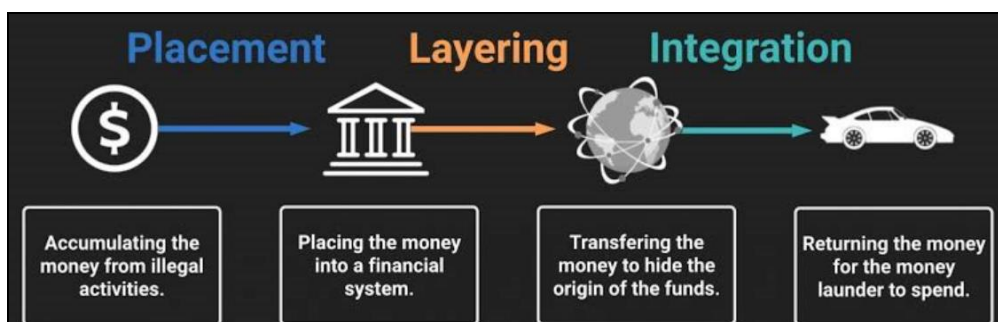 Placement
Layering
Integration
$
Accumulating the
money from illegal
activities.
Placing the money
into a financial
system.
Transfering the
money to hide the
origin of the funds.
Returning the money
for the money
launder to spend.